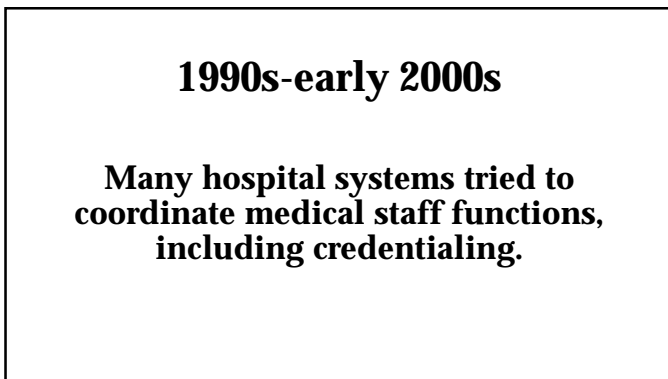 1990s-early 2000s
Many hospital systems tried to
coordinate medical staff functions,
including credentialing.